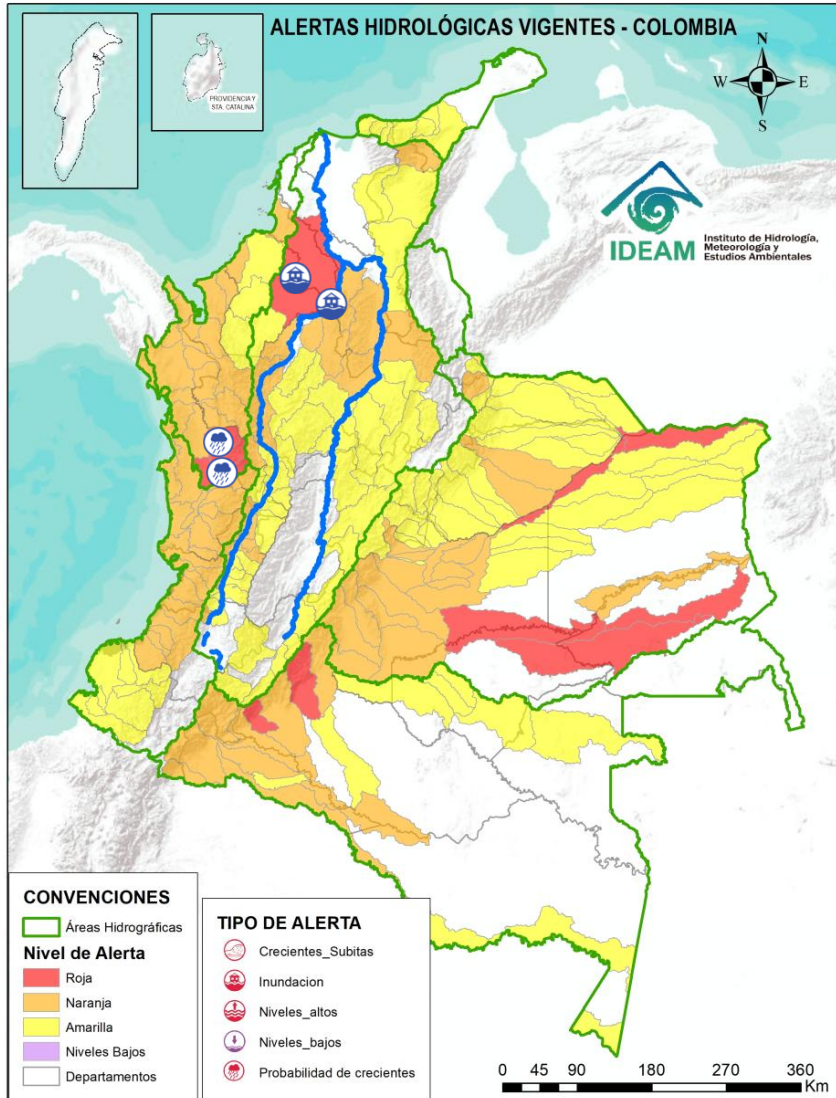 ALERTAS HIDROLÓGICAS VIGENTES - COLOMBIA
PROVIDENCIA Y
STA. CATALINA
N
W
E
S
IDEAM
Instituto de Hidrología,
Meteorología y
Estudios Ambientales
CONVENCIONES
Áreas Hidrográficas
Nivel de Alerta
Roja
Naranja
Amarilla
Niveles Bajos
Departamentos
TIPO DE ALERTA
Crecientes_Subitas
Inundacion
Niveles_altos
Niveles_bajos
Probabilidad de crecientes
0 45 90 180 270 360
Km